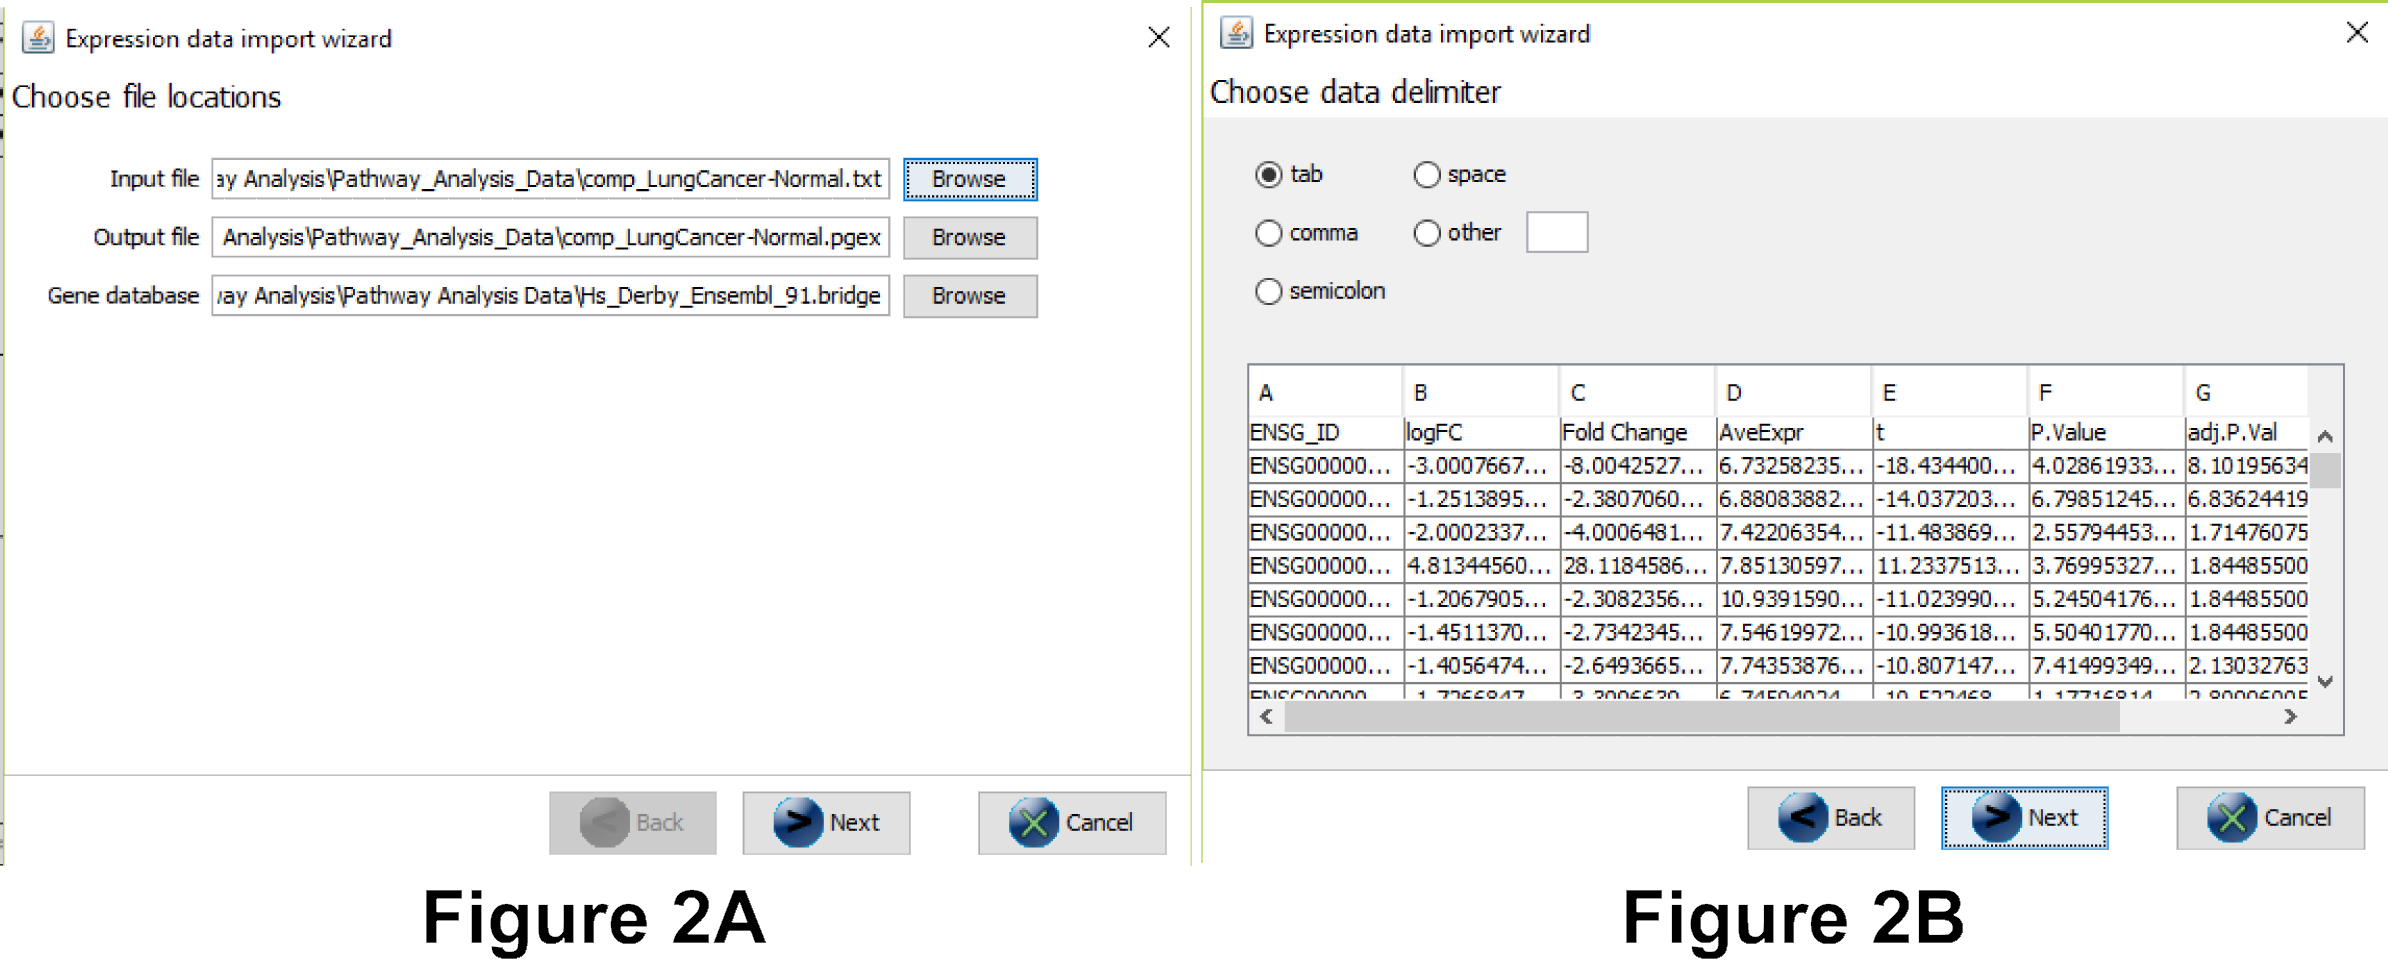 Expression data import wizard
Choose file locations
Input file ay Analysis\Pathway_Analysis_Data\comp_LungCancer-Normal.txt Browse
Output file Analysis\Pathway_Analysis_Data\comp_LungCancer-Normal.pgex Browse
Gene database way Analysis\Pathway Analysis Data\Hs_Derby_Ensembl_91.bridge Browse
< Back > Next X Cancel
Figure 2A
Expression data import wizard
Choose data delimiter
tab space
comma other
semicolon
A B C D E F G
ENSG_ID logFC Fold Change AveExpr t P.Value adj.P.Val
ENSG00000... -3.0007667... -8.0042527... 6.73258235... -18.434400... 4.02861933... 8.10195634
ENSG00000... -1.2513895... -2.3807060... 6.88083882... -14.037203... 6.79851245... 6.83624419
ENSG00000... -2.0002337... -4.0006481... 7.42206354... -11.483869... 2.55794453... 1.71476075
ENSG00000... 4.81344560... 28.1184586... 7.85130597... 11.2337513... 3.76995327... 1.84485500
ENSG00000... -1.2067905... -2.3082356... 10.9391590... -11.023990... 5.24504176... 1.84485500
ENSG00000... -1.4511370... -2.7342345... 7.54619972... -10.993618... 5.50401770... 1.84485500
ENSG00000... -1.4056474... -2.6493665... 7.74353876... -10.807147... 7.41499349... 2.13032763
< Back > Next X Cancel
Figure 2B